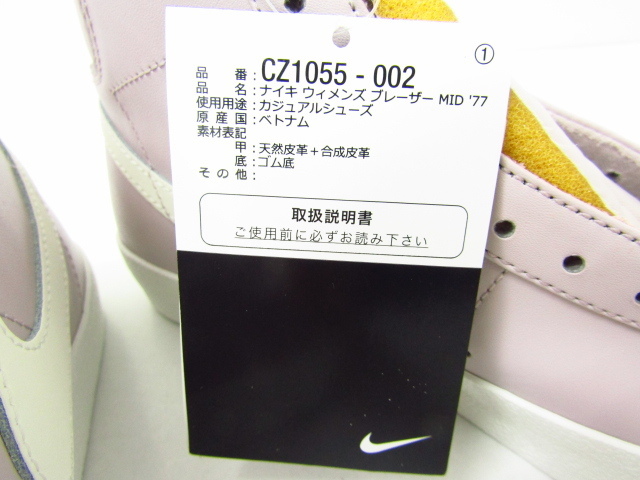 ①
品番：CZ1055 - 002
品名：ナイキ ウィメンズ ブレーザー MID '77
使用用途：カジュアルシューズ
原産国：ベトナム
素材表記
甲：天然皮革＋合成皮革
底：ゴム底
その他：
取扱説明書
ご使用前に必ずお読み下さい